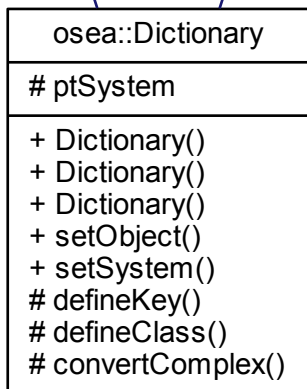 osea::Dictionary
# ptSystem
+ Dictionary()
+ Dictionary()
+ Dictionary()
+ setObject()
+ setSystem()
# defineKey()
# defineClass()
# convertComplex()